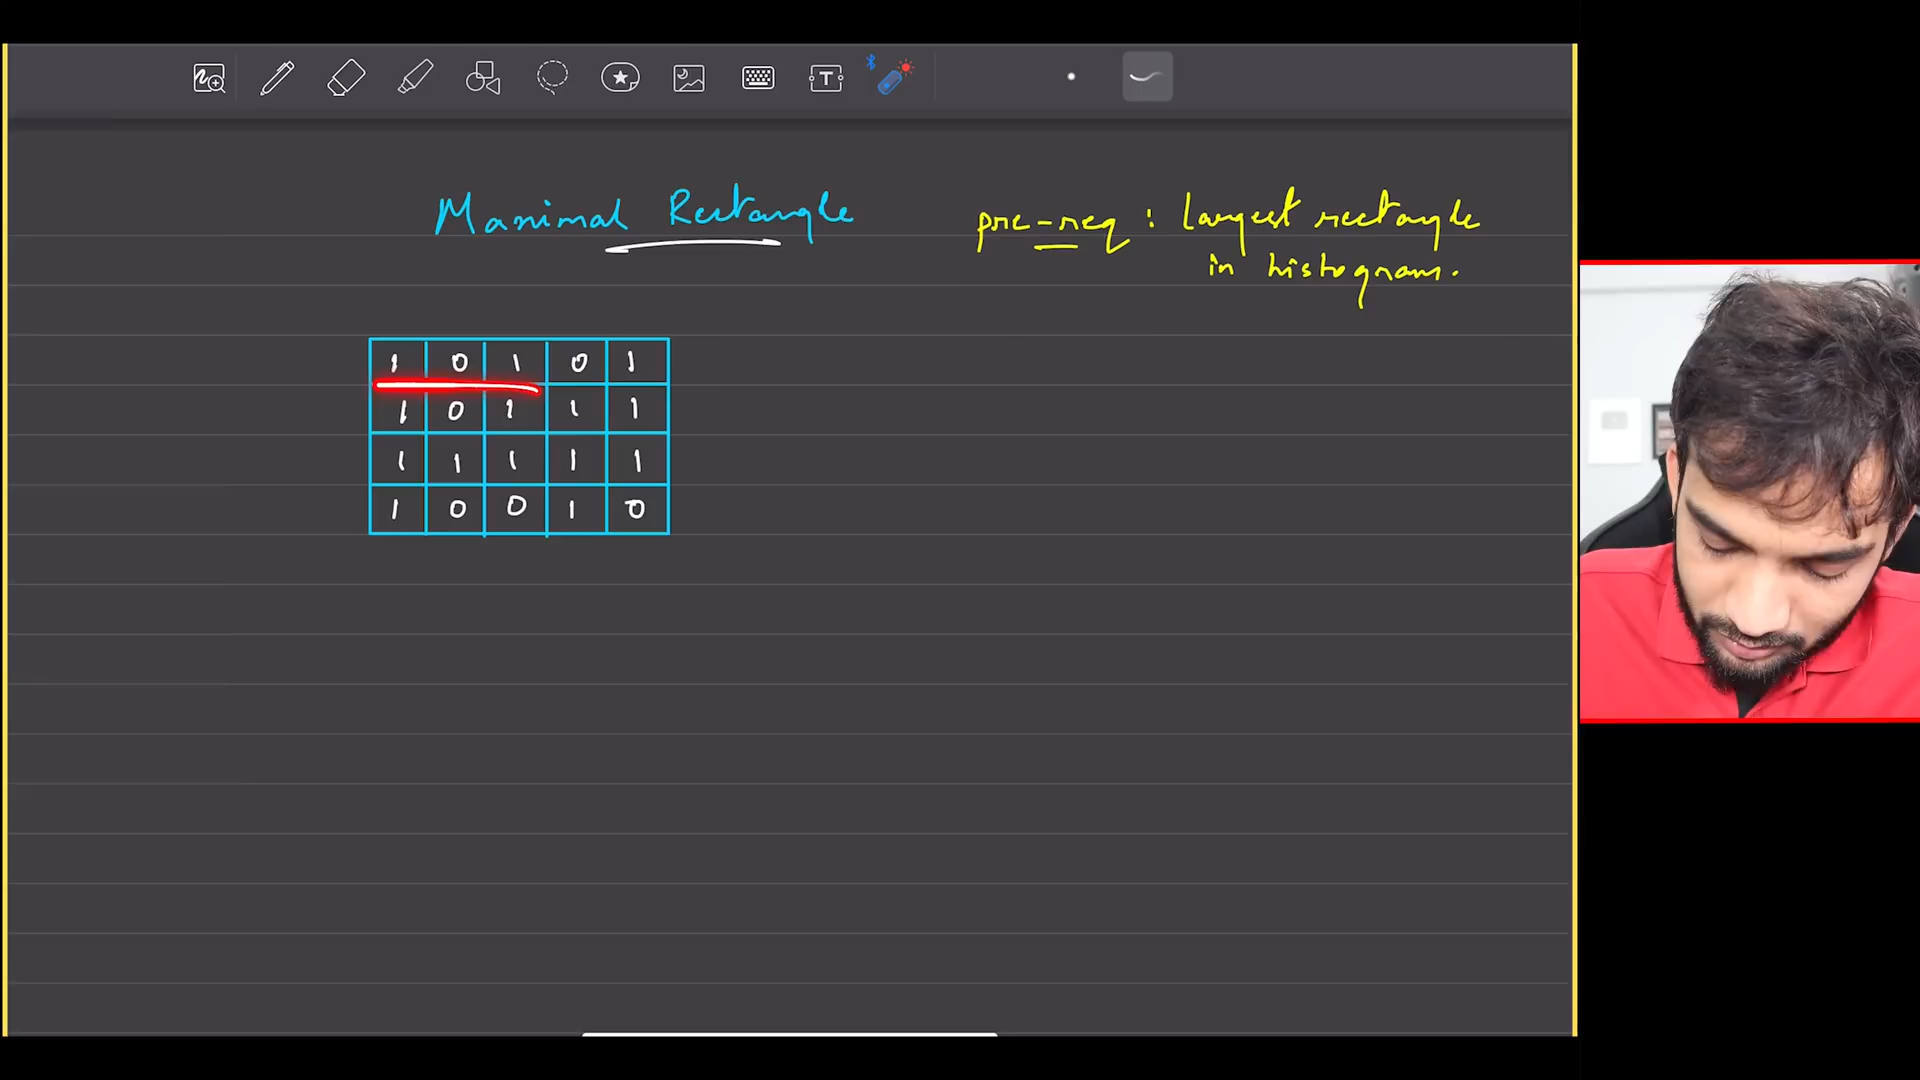 Maximal Rectangle
pre-req : Largest rectangle
in histogram.
1 0 1 0 1
1 0 1 1 1
1 1 1 1 1
1 0 0 1 0